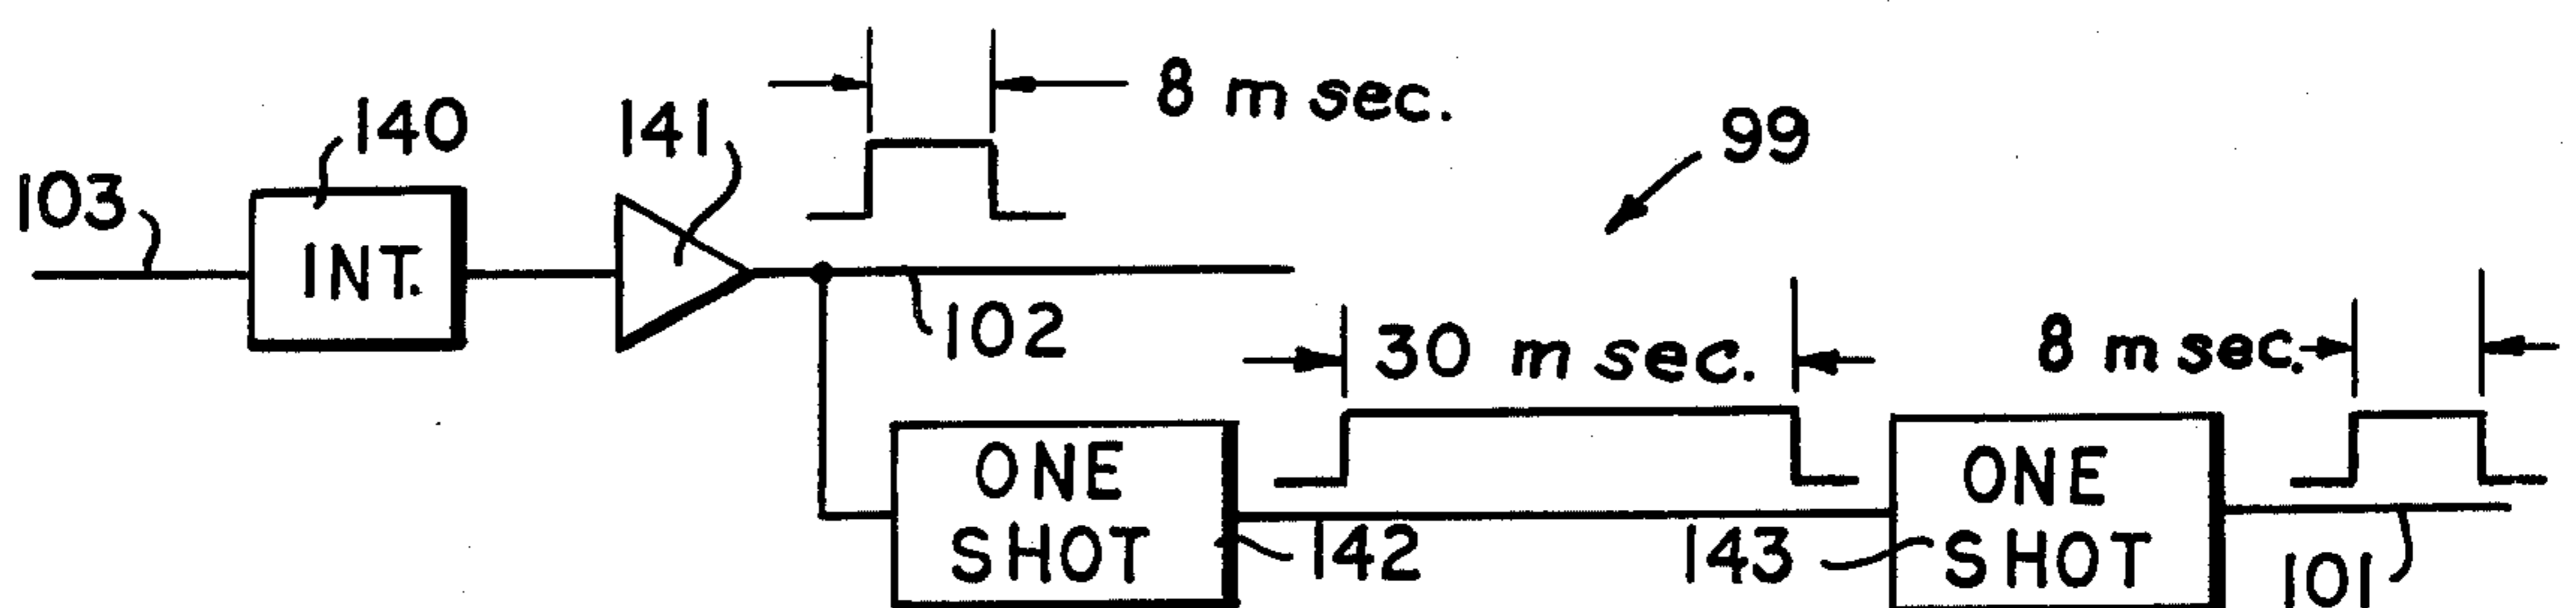 8 m sec.
140
141
99
103
INT.
102
30 m sec.
8 m sec.
ONE
SHOT
142
143
ONE
SHOT
101